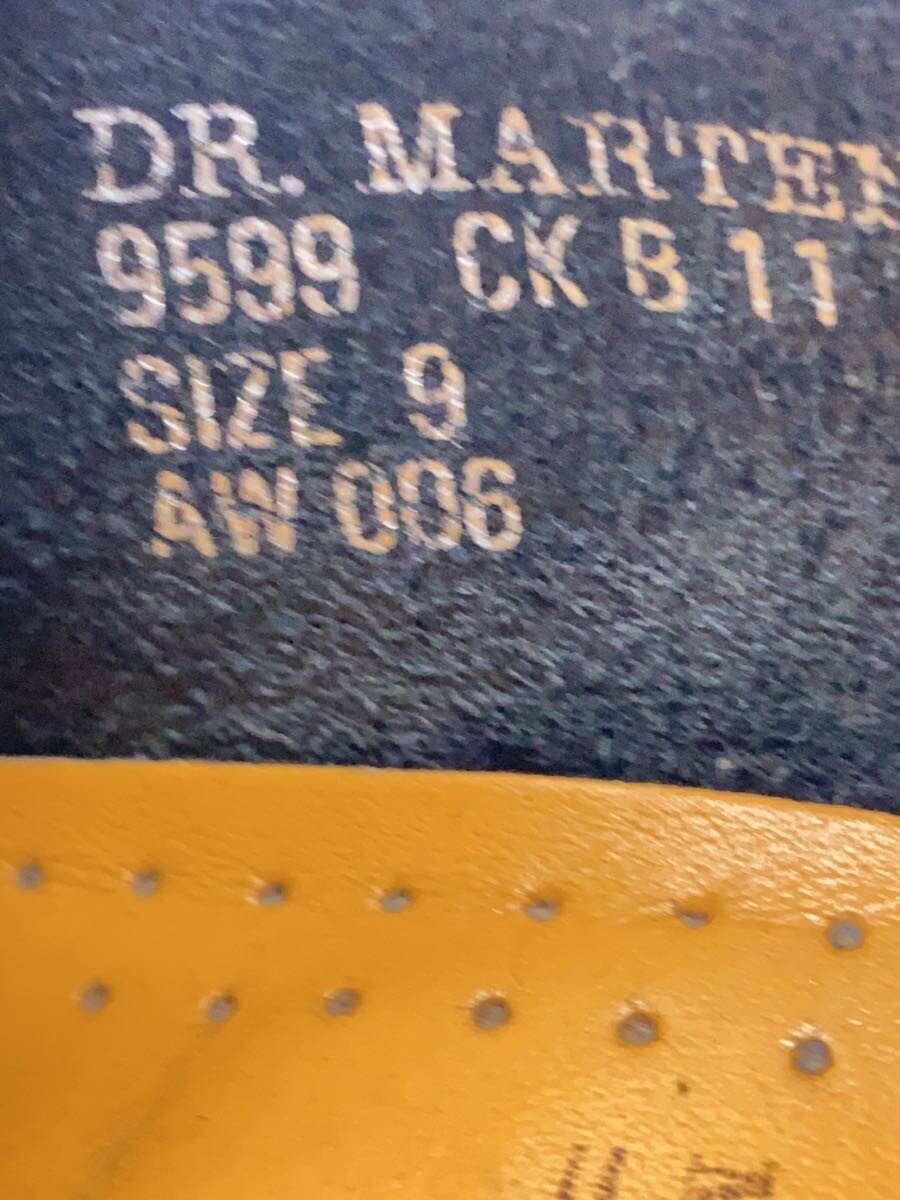 DR. MARTEN
9599 CK B 11
SIZE 9
AW 006